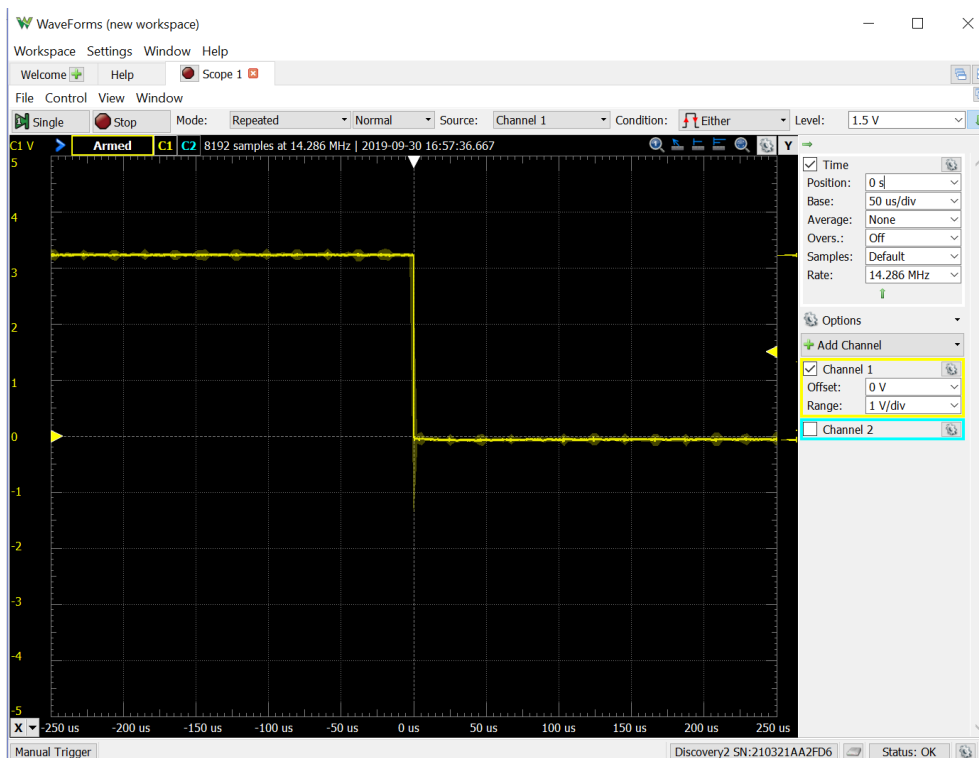 WaveForms (new workspace)
Workspace Settings Window Help
Welcome Help Scope 1
File Control View Window
Single Stop Mode: Repeated Normal Source: Channel 1 Condition: Either Level: 1.5 V
C1 V Armed C1 C2 8192 samples at 14.286 MHz | 2019-09-30 16:57:36.667 Y
5
4
3
2
1
0
-1
-2
-3
-4
-5
X -250 us -200 us -150 us -100 us -50 us 0 us 50 us 100 us 150 us 200 us 250 us
Time
Position: 0 s
Base: 50 us/div
Average: None
Overs.: Off
Samples: Default
Rate: 14.286 MHz
Options
Add Channel
Channel 1
Offset: 0 V
Range: 1 V/div
Channel 2
Manual Trigger Discovery2 SN:210321AA2FD6 Status: OK